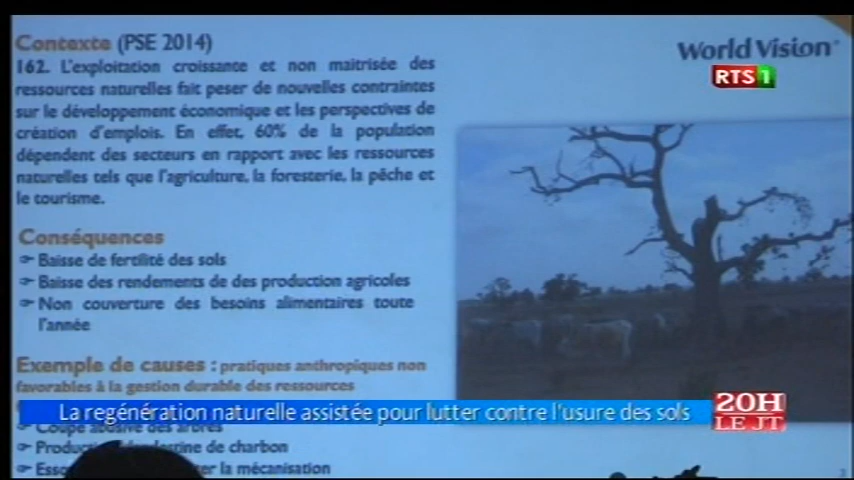 Contexte (PSE 2014)
162. L'exploitation croissante et non maitrisée des
ressources naturelles fait peser de nouvelles contraintes
sur le développement économique et les perspectives de
création d'emplois. En effet, 60% de la population
dépendent des secteurs en rapport avec les ressources
naturelles tels que l'agriculture, la foresterie, la pêche et
le tourisme.
World Vision
RTS1
Conséquences
Baisse de fertilité des sols
Baisse des rendements de des production agricoles
Non couverture des besoins alimentaires toute
l'année
Exemple de causes : pratiques anthropiques non
favorables à la gestion durable des ressources
La regénération naturelle assistée pour lutter contre l'usure des sols
20H
LE JT
Coupe abusive des arbres
de charbon
la mécanisation